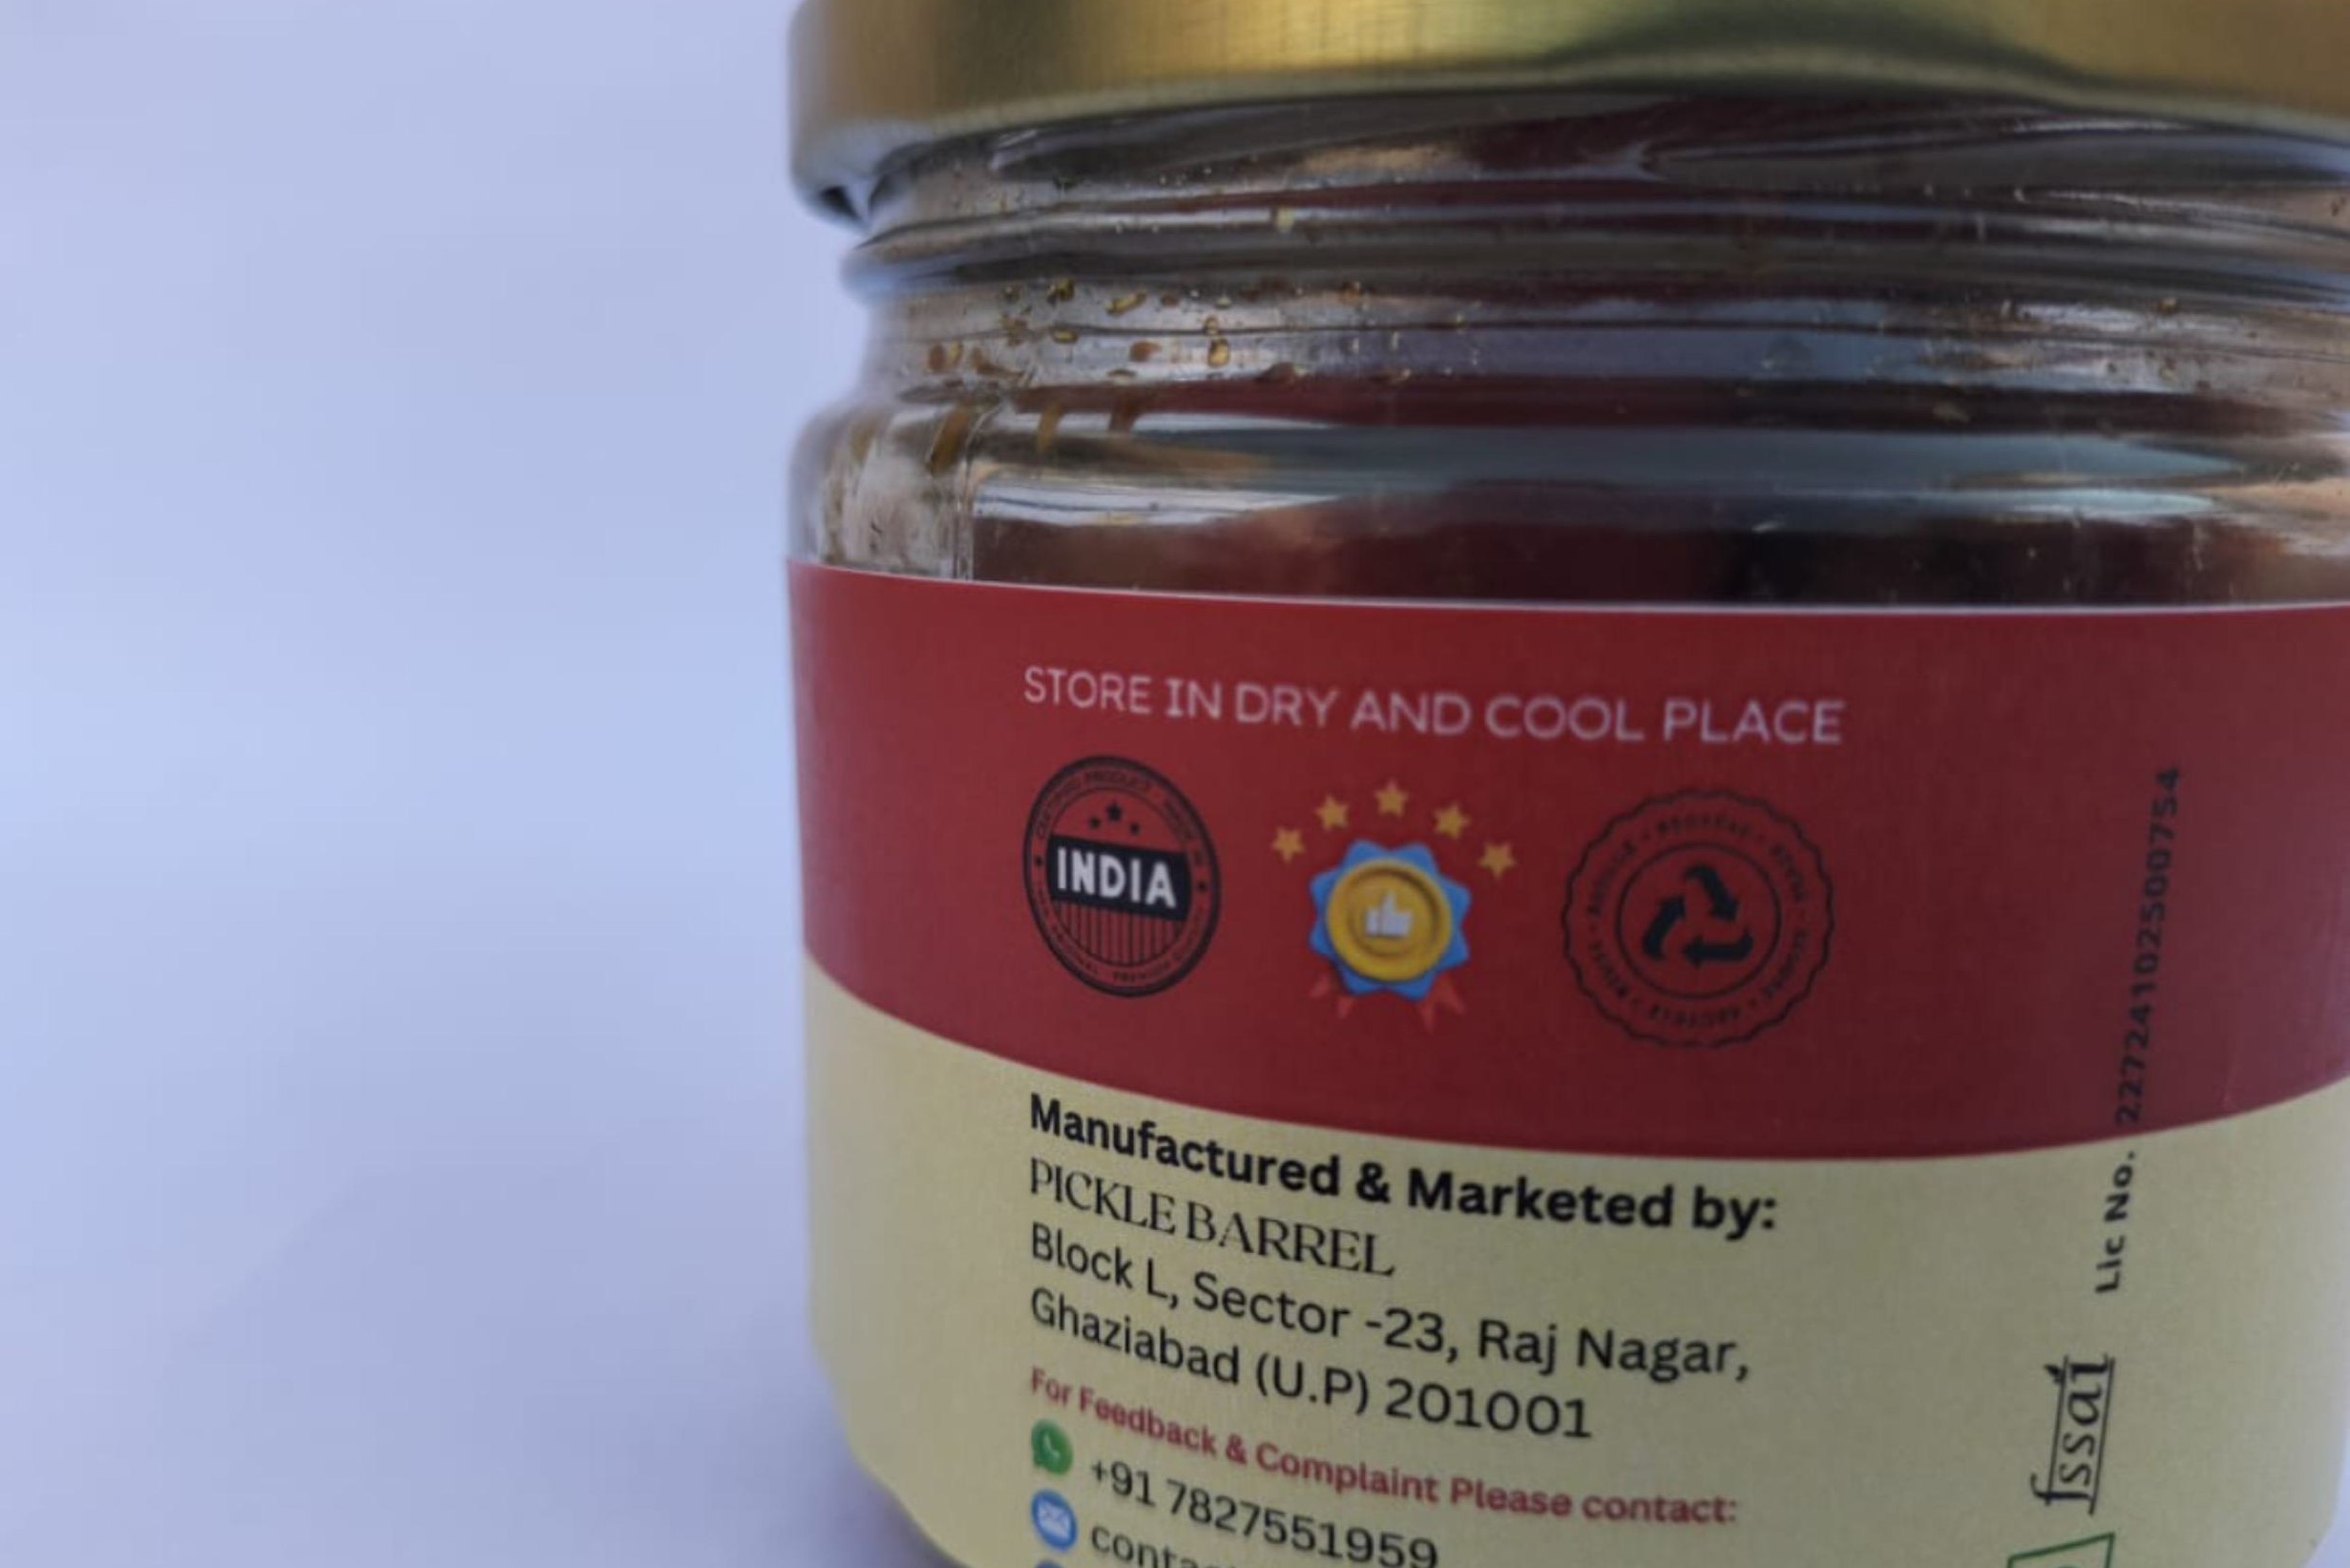 STORE IN DRY AND COOL PLACE
INDIA
Manufactured & Marketed by:
PICKLE BARREL
Block L, Sector -23, Raj Nagar,
Ghaziabad (U.P) 201001
For Feedback & Complaint Please contact:
+91 7827551959
fssai
Lic No. 22724102500754